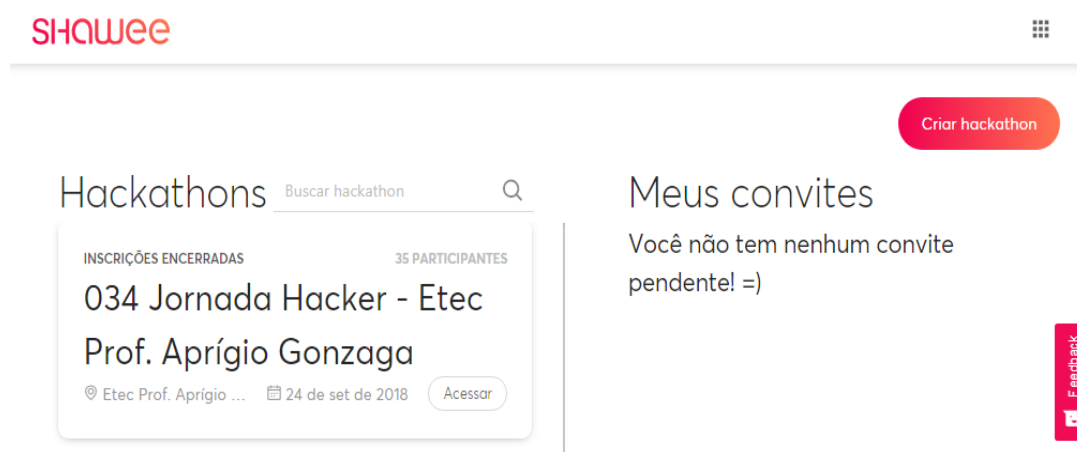 SHAWEE
Criar hackathon
Hackathons
Buscar hackathon
INSCRIÇÕES ENCERRADAS
35 PARTICIPANTES
034 Jornada Hacker - Etec
Prof. Aprígio Gonzaga
Etec Prof. Aprígio ...
24 de set de 2018
Acessar
Meus convites
Você não tem nenhum convite
pendente! =)
Feedback